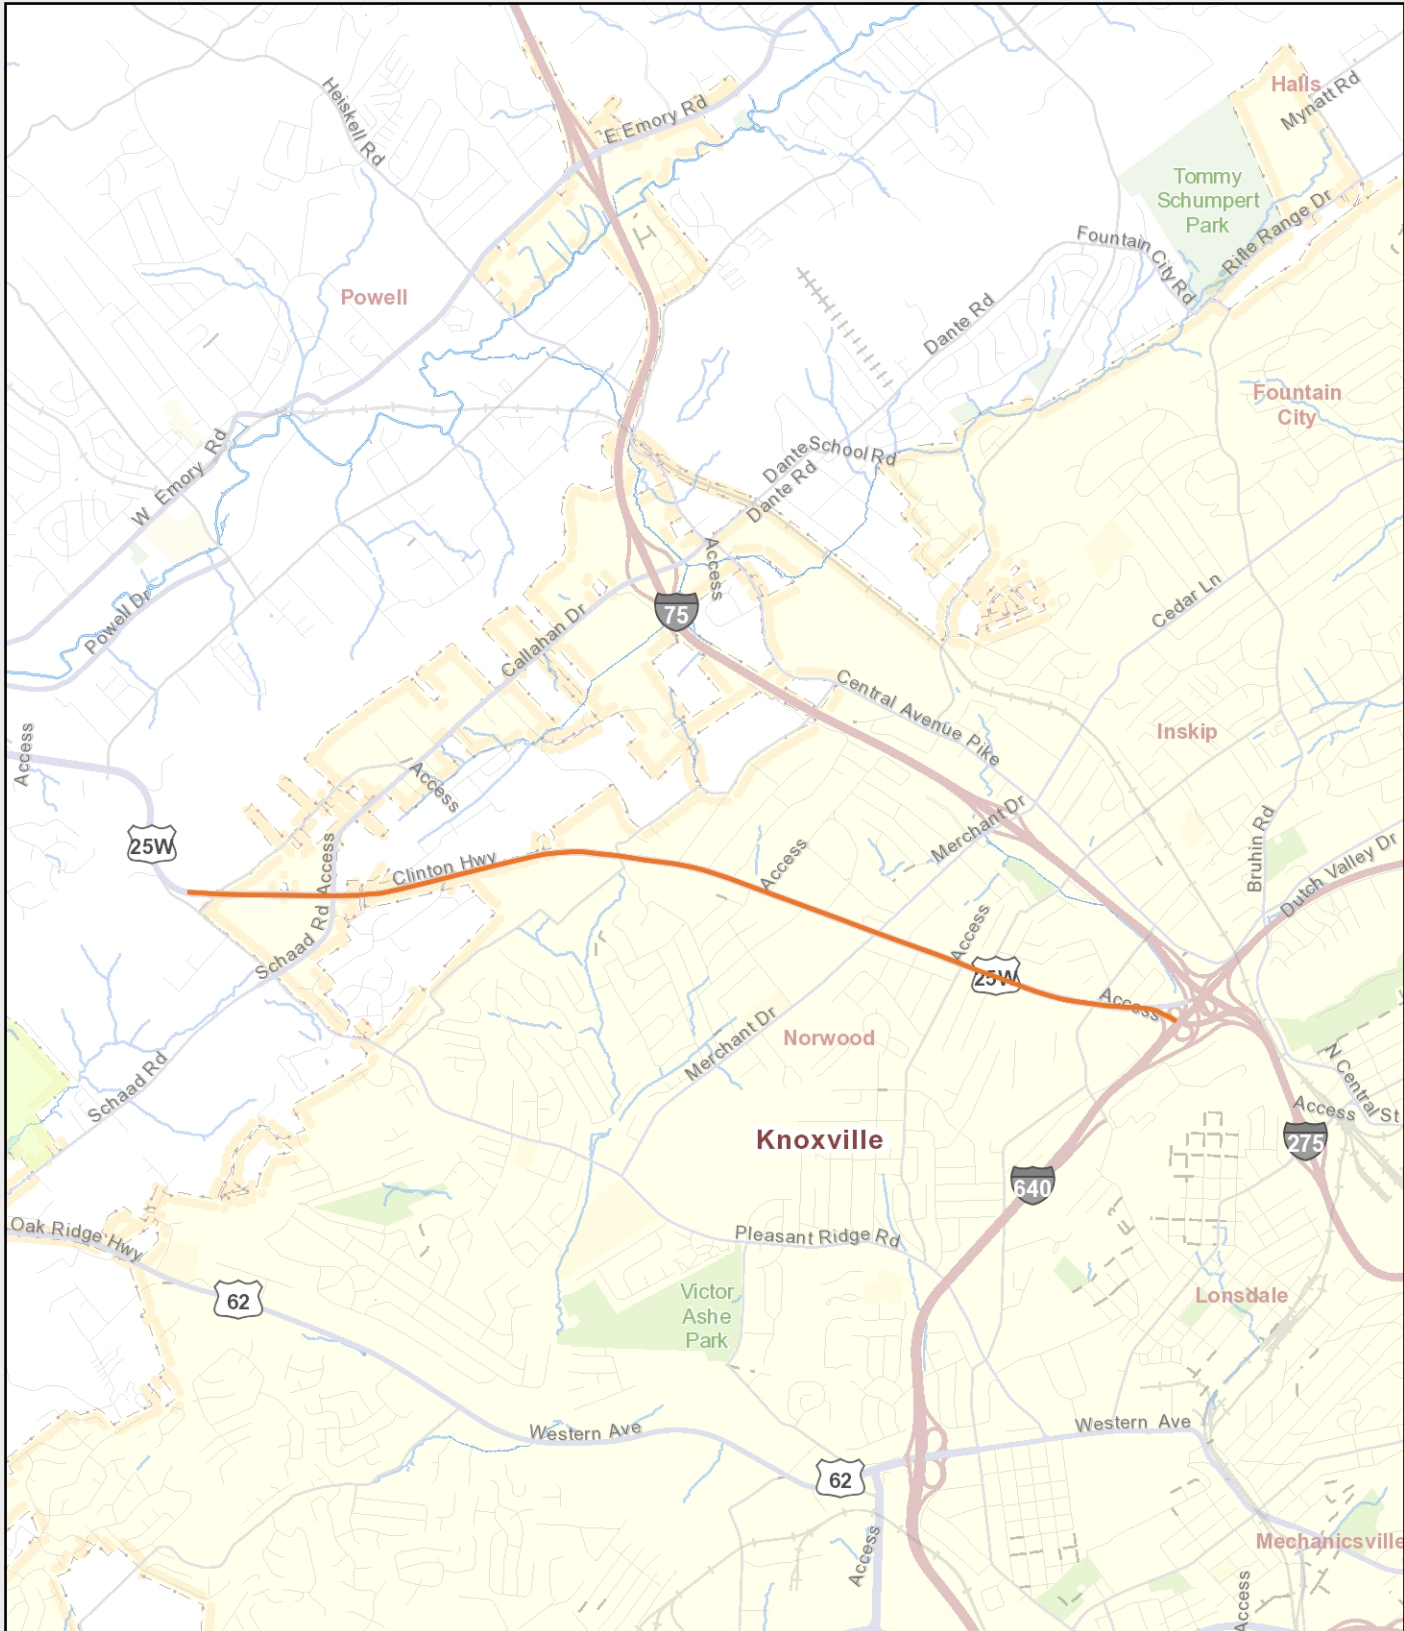 Halls
Mynatt Rd
Heiskell Rd
E Emory Rd
Tommy
Schumpert
Park
Rifle Range Dr
Fountain City Rd
Powell
Dante Rd
Fountain
City
W Emory Rd
Dante School Rd
Dante Rd
Access
Cedar Ln
75
Powell Dr
Callahan Dr
Central Avenue Pike
Inskip
Access
Access
Merchant Dr
Bruhin Rd
Dutch Valley Dr
25W
Access
Clinton Hwy
Access
Schaad Rd
Access
25W
Access
Norwood
Merchant Dr
Schaad Rd
N Central St
Access
Knoxville
275
640
Oak Ridge Hwy
Pleasant Ridge Rd
62
Victor
Ashe
Park
Lonsdale
Western Ave
Western Ave
62
Mechanicsville
Access
Access